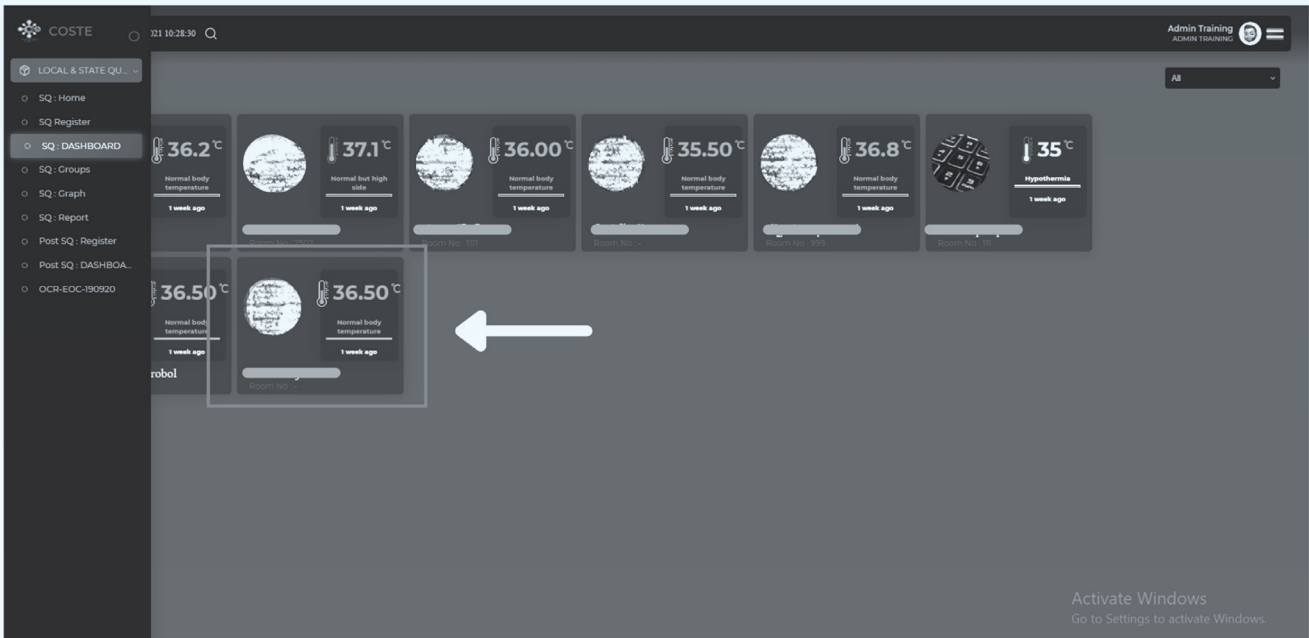 COSTE
021 10:28:30
Admin Training
ADMIN TRAINING
LOCAL & STATE QU...
All
SQ : Home
SQ Register
SQ : DASHBOARD
SQ : Groups
SQ : Graph
SQ : Report
Post SQ : Register
Post SQ : DASHBOA...
OCR-EOC-190920
36.2 °C
Normal body
temperature
1 week ago
37.1 °C
Normal but high
side
1 week ago
Room No : 2502
36.00 °C
Normal body
temperature
1 week ago
Room No : 1111
35.50 °C
Normal body
temperature
1 week ago
Room No : -
36.8 °C
Normal body
temperature
1 week ago
Room No : 999
35 °C
Hypothermia
1 week ago
Room No : 111
36.50 °C
Normal body
temperature
1 week ago
robol
36.50 °C
Normal body
temperature
1 week ago
Room No : -
Activate Windows
Go to Settings to activate Windows.